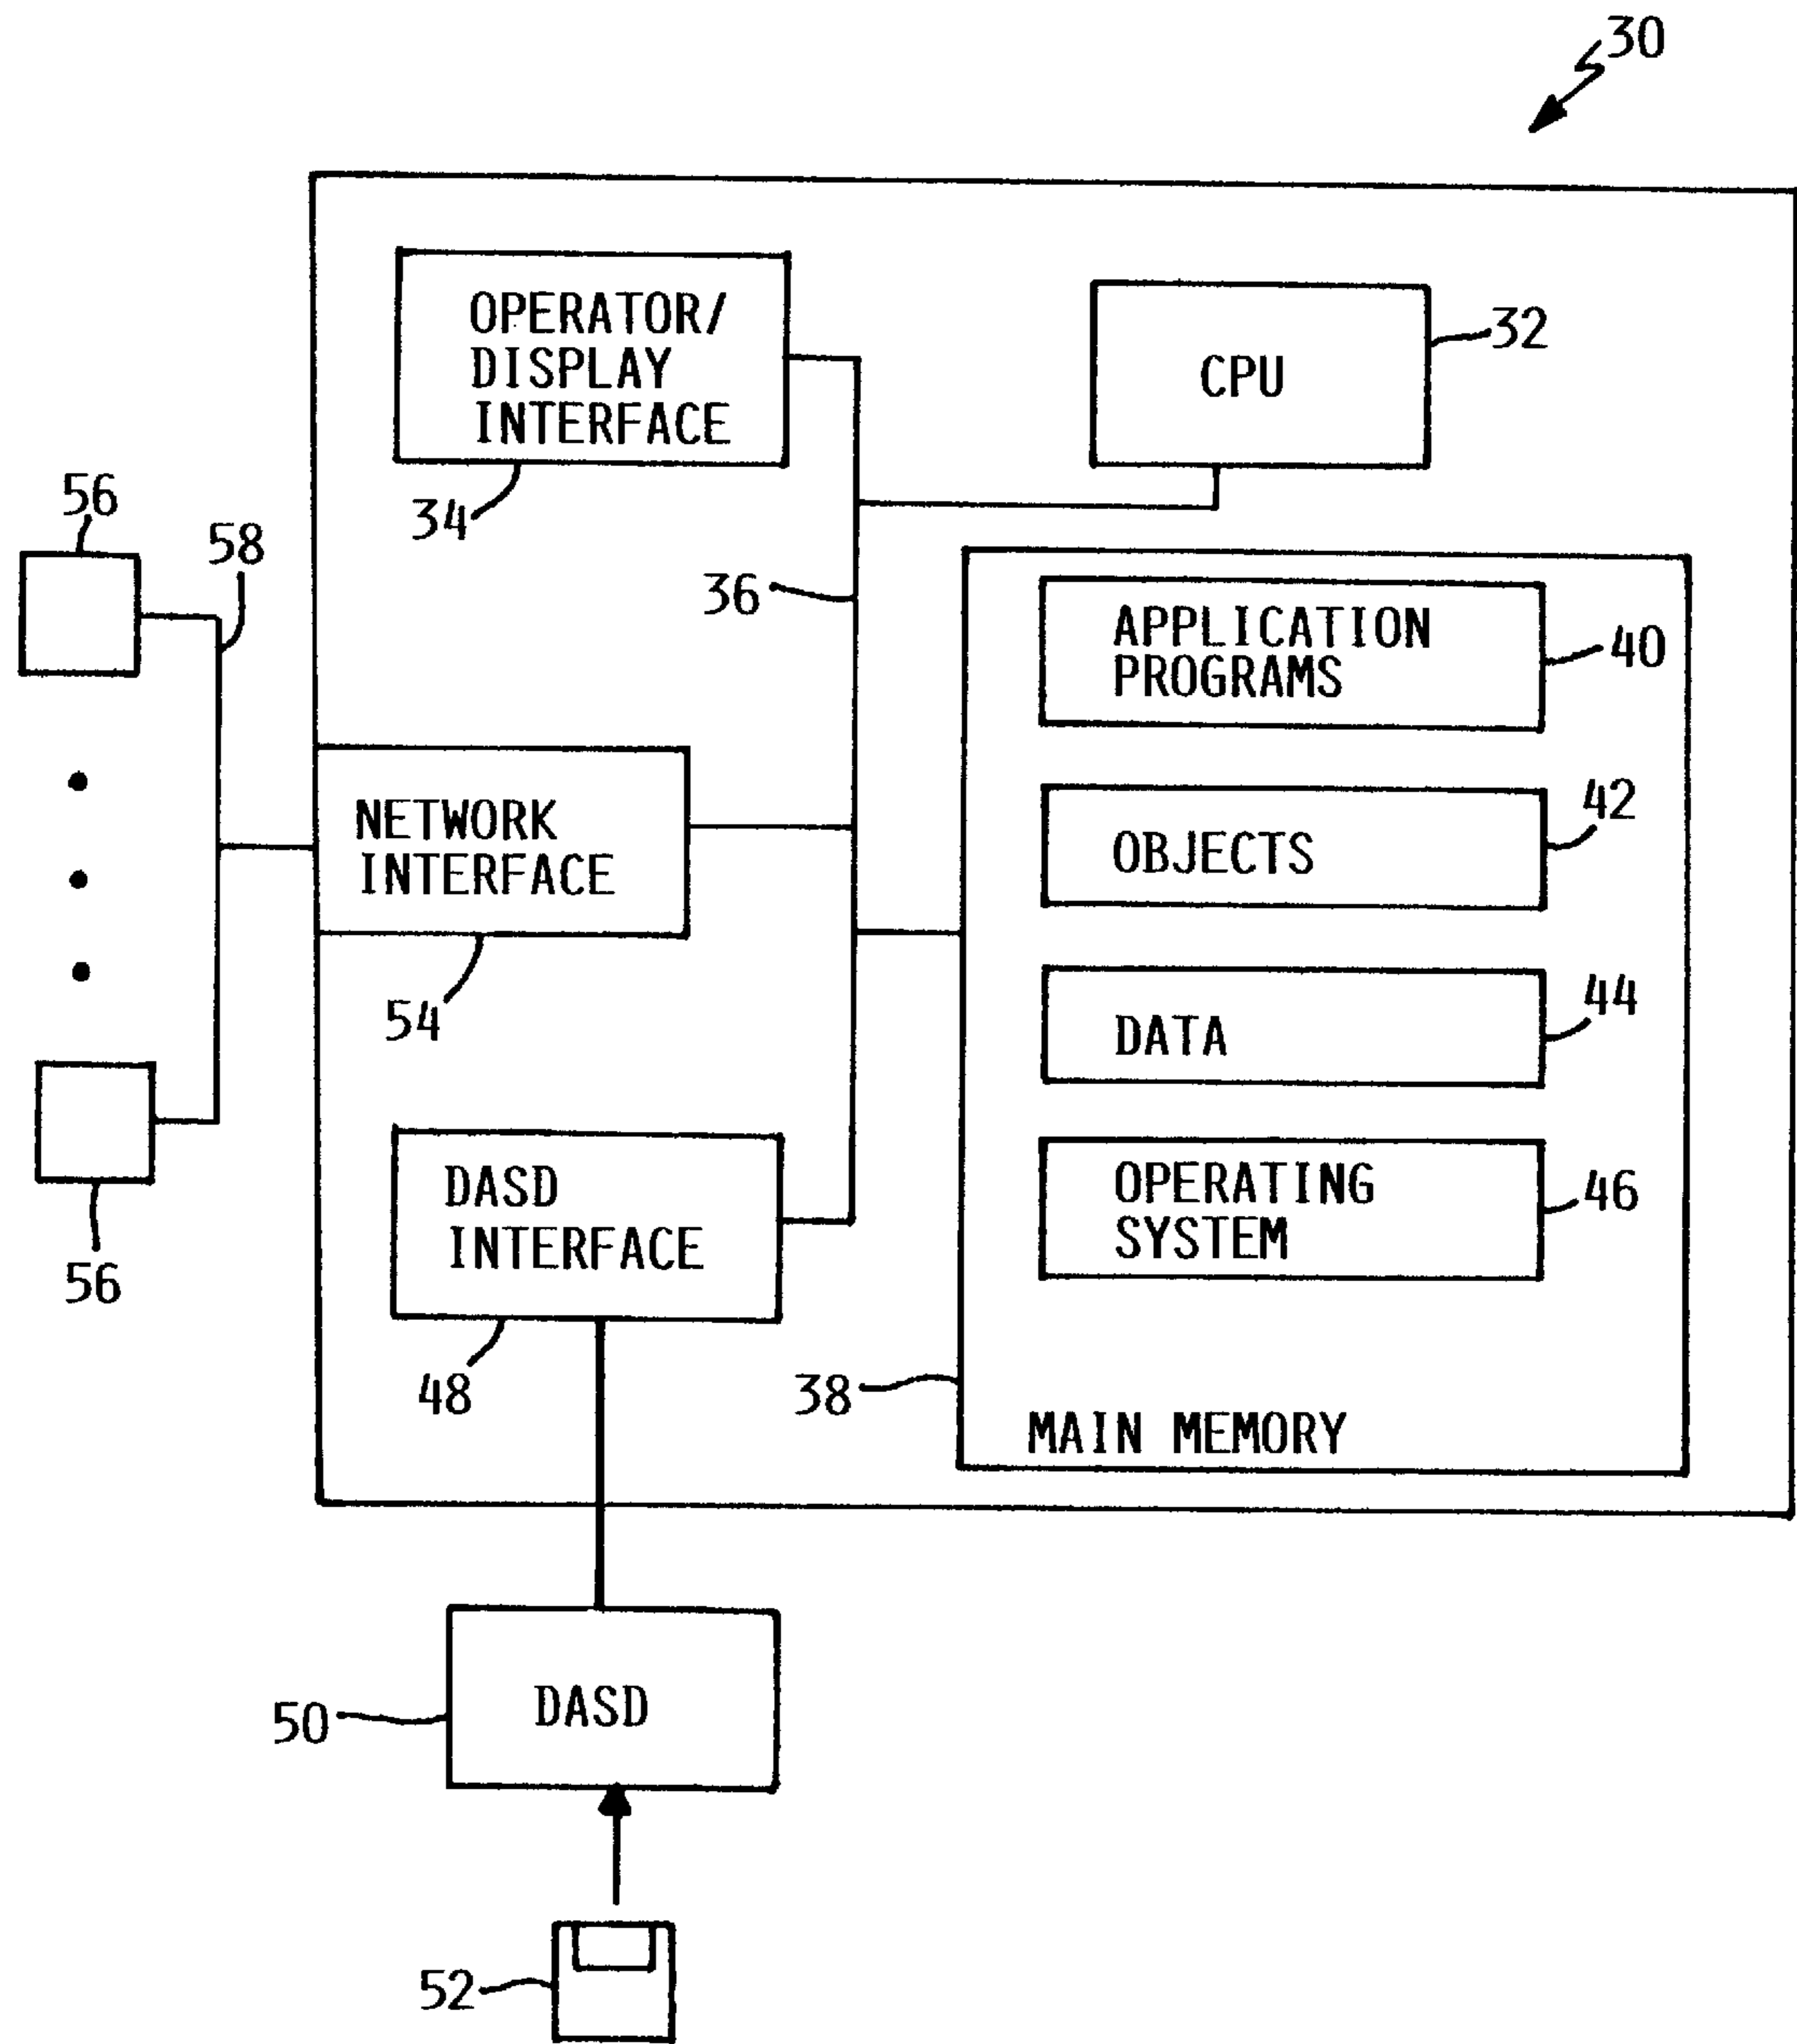 30
OPERATOR/
DISPLAY
INTERFACE
34
CPU
32
56
58
36
APPLICATION
PROGRAMS
40
OBJECTS
42
NETWORK
INTERFACE
54
DATA
44
56
DASD
INTERFACE
48
OPERATING
SYSTEM
46
38
MAIN MEMORY
50
DASD
52